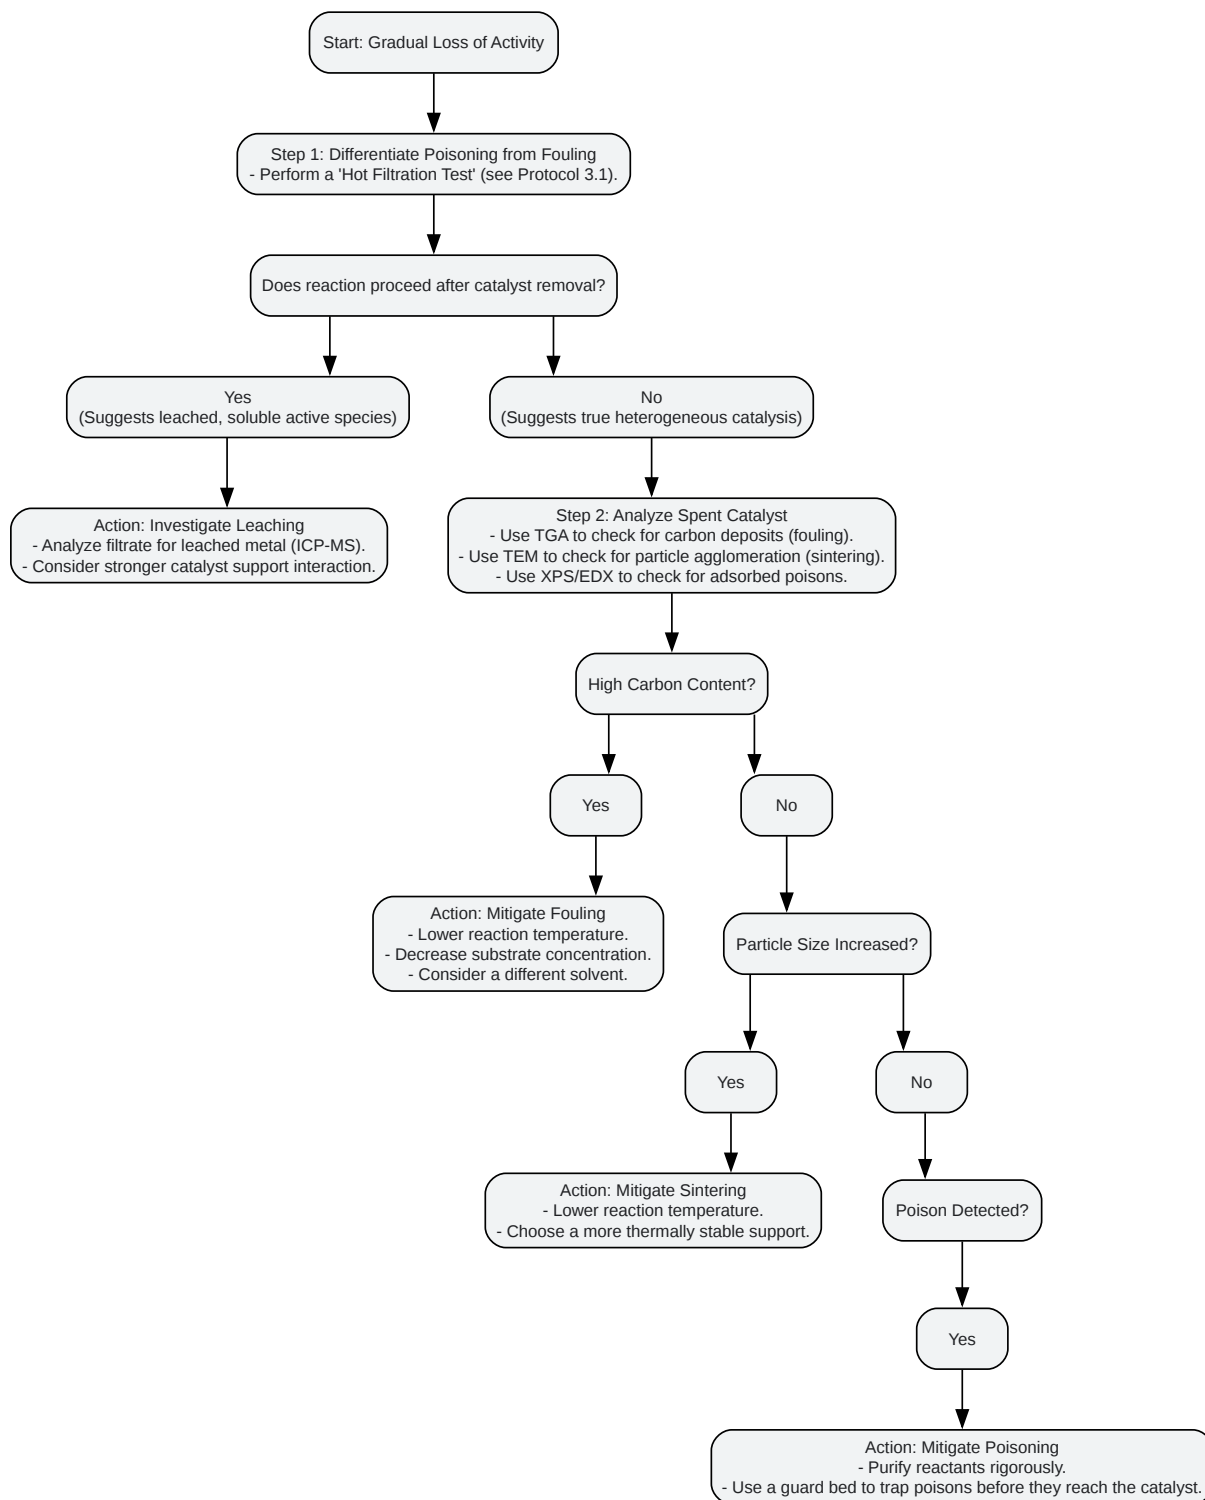 Start: Gradual Loss of Activity
Step 1: Differentiate Poisoning from Fouling
- Perform a 'Hot Filtration Test' (see Protocol 3.1).
Does reaction proceed after catalyst removal?
Yes
(Suggests leached, soluble active species)
No
(Suggests true heterogeneous catalysis)
Action: Investigate Leaching
- Analyze filtrate for leached metal (ICP-MS).
- Consider stronger catalyst support interaction.
Step 2: Analyze Spent Catalyst
- Use TGA to check for carbon deposits (fouling).
- Use TEM to check for particle agglomeration (sintering).
- Use XPS/EDX to check for adsorbed poisons.
High Carbon Content?
Yes
No
Action: Mitigate Fouling
- Lower reaction temperature.
- Decrease substrate concentration.
- Consider a different solvent.
Particle Size Increased?
Yes
No
Action: Mitigate Sintering
- Lower reaction temperature.
- Choose a more thermally stable support.
Poison Detected?
Yes
Action: Mitigate Poisoning
- Purify reactants rigorously.
- Use a guard bed to trap poisons before they reach the catalyst.